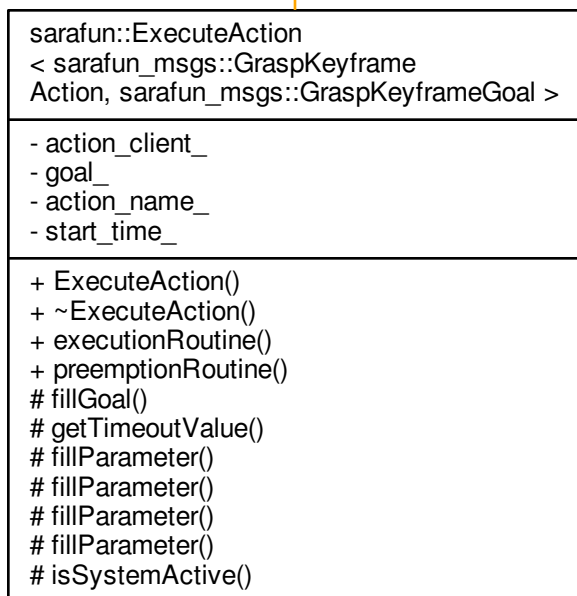 sarafun::ExecuteAction
< sarafun_msgs::GraspKeyframe
Action, sarafun_msgs::GraspKeyframeGoal >
- action_client_
- goal_
- action_name_
- start_time_
+ ExecuteAction()
+ ~ExecuteAction()
+ executionRoutine()
+ preemptionRoutine()
# fillGoal()
# getTimeoutValue()
# fillParameter()
# fillParameter()
# fillParameter()
# fillParameter()
# isSystemActive()